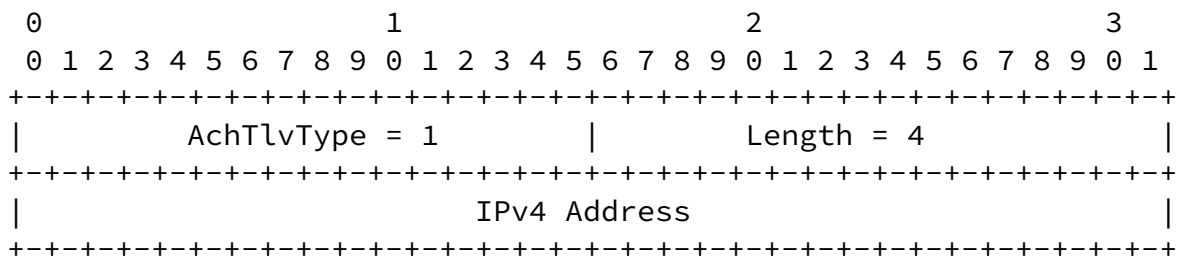 0                   1                   2                   3
 0 1 2 3 4 5 6 7 8 9 0 1 2 3 4 5 6 7 8 9 0 1 2 3 4 5 6 7 8 9 0 1
+-+-+-+-+-+-+-+-+-+-+-+-+-+-+-+-+-+-+-+-+-+-+-+-+-+-+-+-+-+-+-+-+
|         AchTlvType = 1        |        Length = 4             |
+-+-+-+-+-+-+-+-+-+-+-+-+-+-+-+-+-+-+-+-+-+-+-+-+-+-+-+-+-+-+-+-+
|                         IPv4 Address                          |
+-+-+-+-+-+-+-+-+-+-+-+-+-+-+-+-+-+-+-+-+-+-+-+-+-+-+-+-+-+-+-+-+